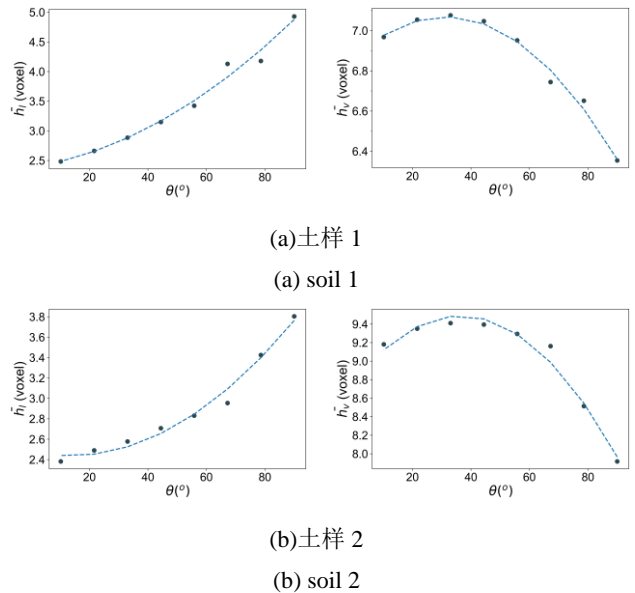 5.0
4.5
4.0
3.5
3.0
2.5
h̄_l (voxel)
20 40 60 80
θ(°)
7.0
6.8
6.4
h̄_v (voxel)
20 40 60 80
θ(°)
(a)土样 1
(a) soil 1
3.8
3.6
3.4
3.2
3.0
2.8
2.6
2.4
h̄_l (voxel)
20 40 60 80
θ(°)
9.4
9.2
9.0
8.8
8.6
8.4
8.2
8.0
h̄_v (voxel)
20 40 60 80
θ(°)
(b)土样 2
(b) soil 2